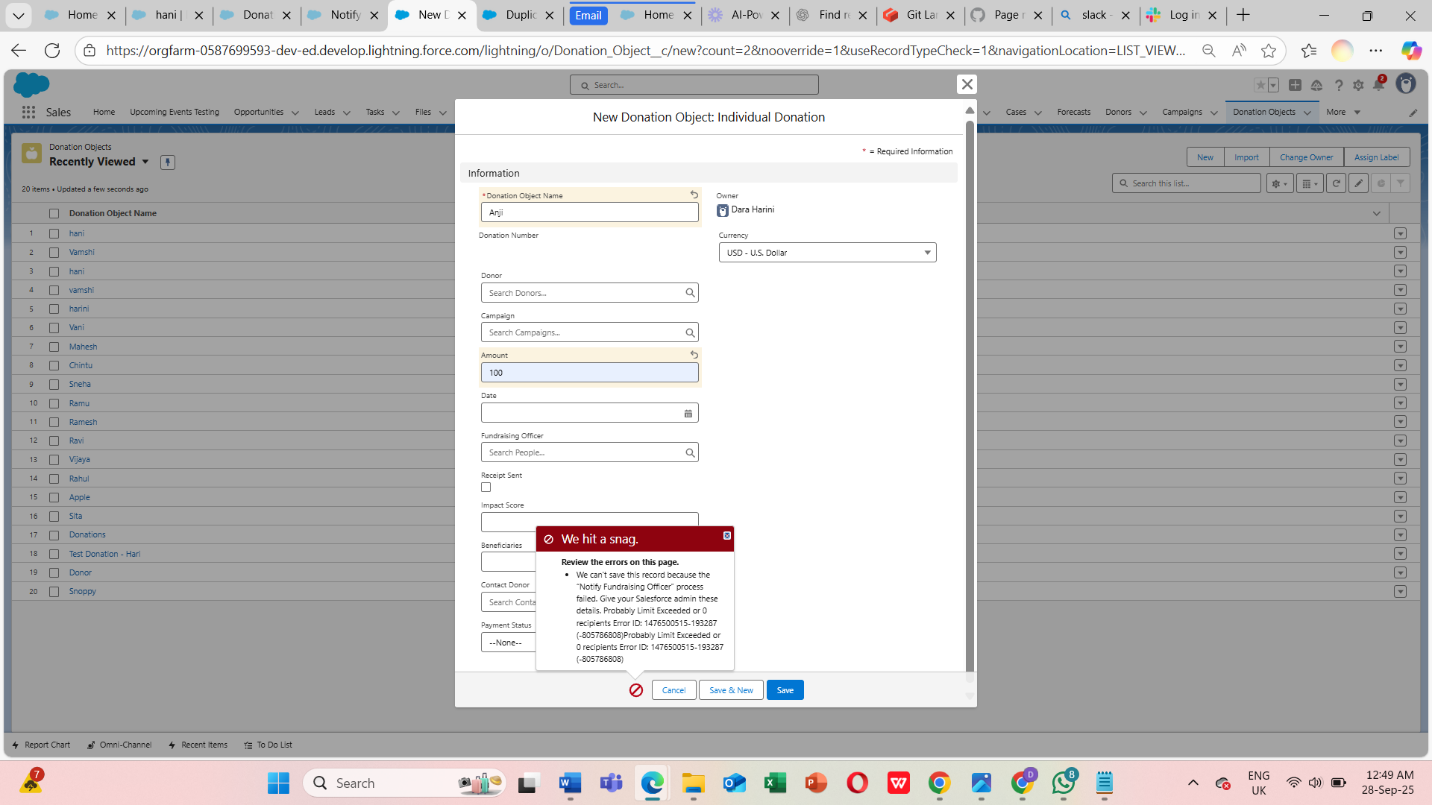 Home
hani |
Donat
Notify
New D
Duplic
Email
Home
AI-Pov
Find re
Git La
Page n
slack -
Log in
https://orgfarm-0587699593-dev-ed.develop.lightning.force.com/lightning/o/Donation_Object__c/new?count=2&nooverride=1&useRecordTypeCheck=1&navigationLocation=LIST_VIEW...
Search...
2
Sales
Home
Upcoming Events Testing
Opportunities
Leads
Tasks
Files
Cases
Forecasts
Donors
Campaigns
Donation Objects
More
Donation Objects
Recently Viewed
New
Import
Change Owner
Assign Label
20 items • Updated a few seconds ago
Search this list...
Donation Object Name
1 hani
2 Vamshi
3 hani
4 vamshi
5 harini
6 Vani
7 Mahesh
8 Chintu
9 Sneha
10 Ramu
11 Ramesh
12 Ravi
13 Vijaya
14 Rahul
15 Apple
16 Sita
17 Donations
18 Test Donation - Hari
19 Donor
20 Snoppy
New Donation Object: Individual Donation
* = Required Information
Information
*Donation Object Name
Anji
Owner
Dara Harini
Donation Number
Currency
USD - U.S. Dollar
Donor
Search Donors...
Campaign
Search Campaigns...
Amount
100
Date
Fundraising Officer
Search People...
Receipt Sent
Impact Score
Beneficiaries
Contact Donor
Search Conta
Payment Status
--None--
We hit a snag.
Review the errors on this page.
• We can't save this record because the
"Notify Fundraising Officer" process
failed. Give your Salesforce admin these
details. Probably Limit Exceeded or 0
recipients Error ID: 1476500515-193287
(-805786808)Probably Limit Exceeded or
0 recipients Error ID: 1476500515-193287
(-805786808)
Cancel
Save & New
Save
Report Chart
Omni-Channel
Recent Items
To Do List
7
Search
D
8
ENG
UK
12:49 AM
28-Sep-25